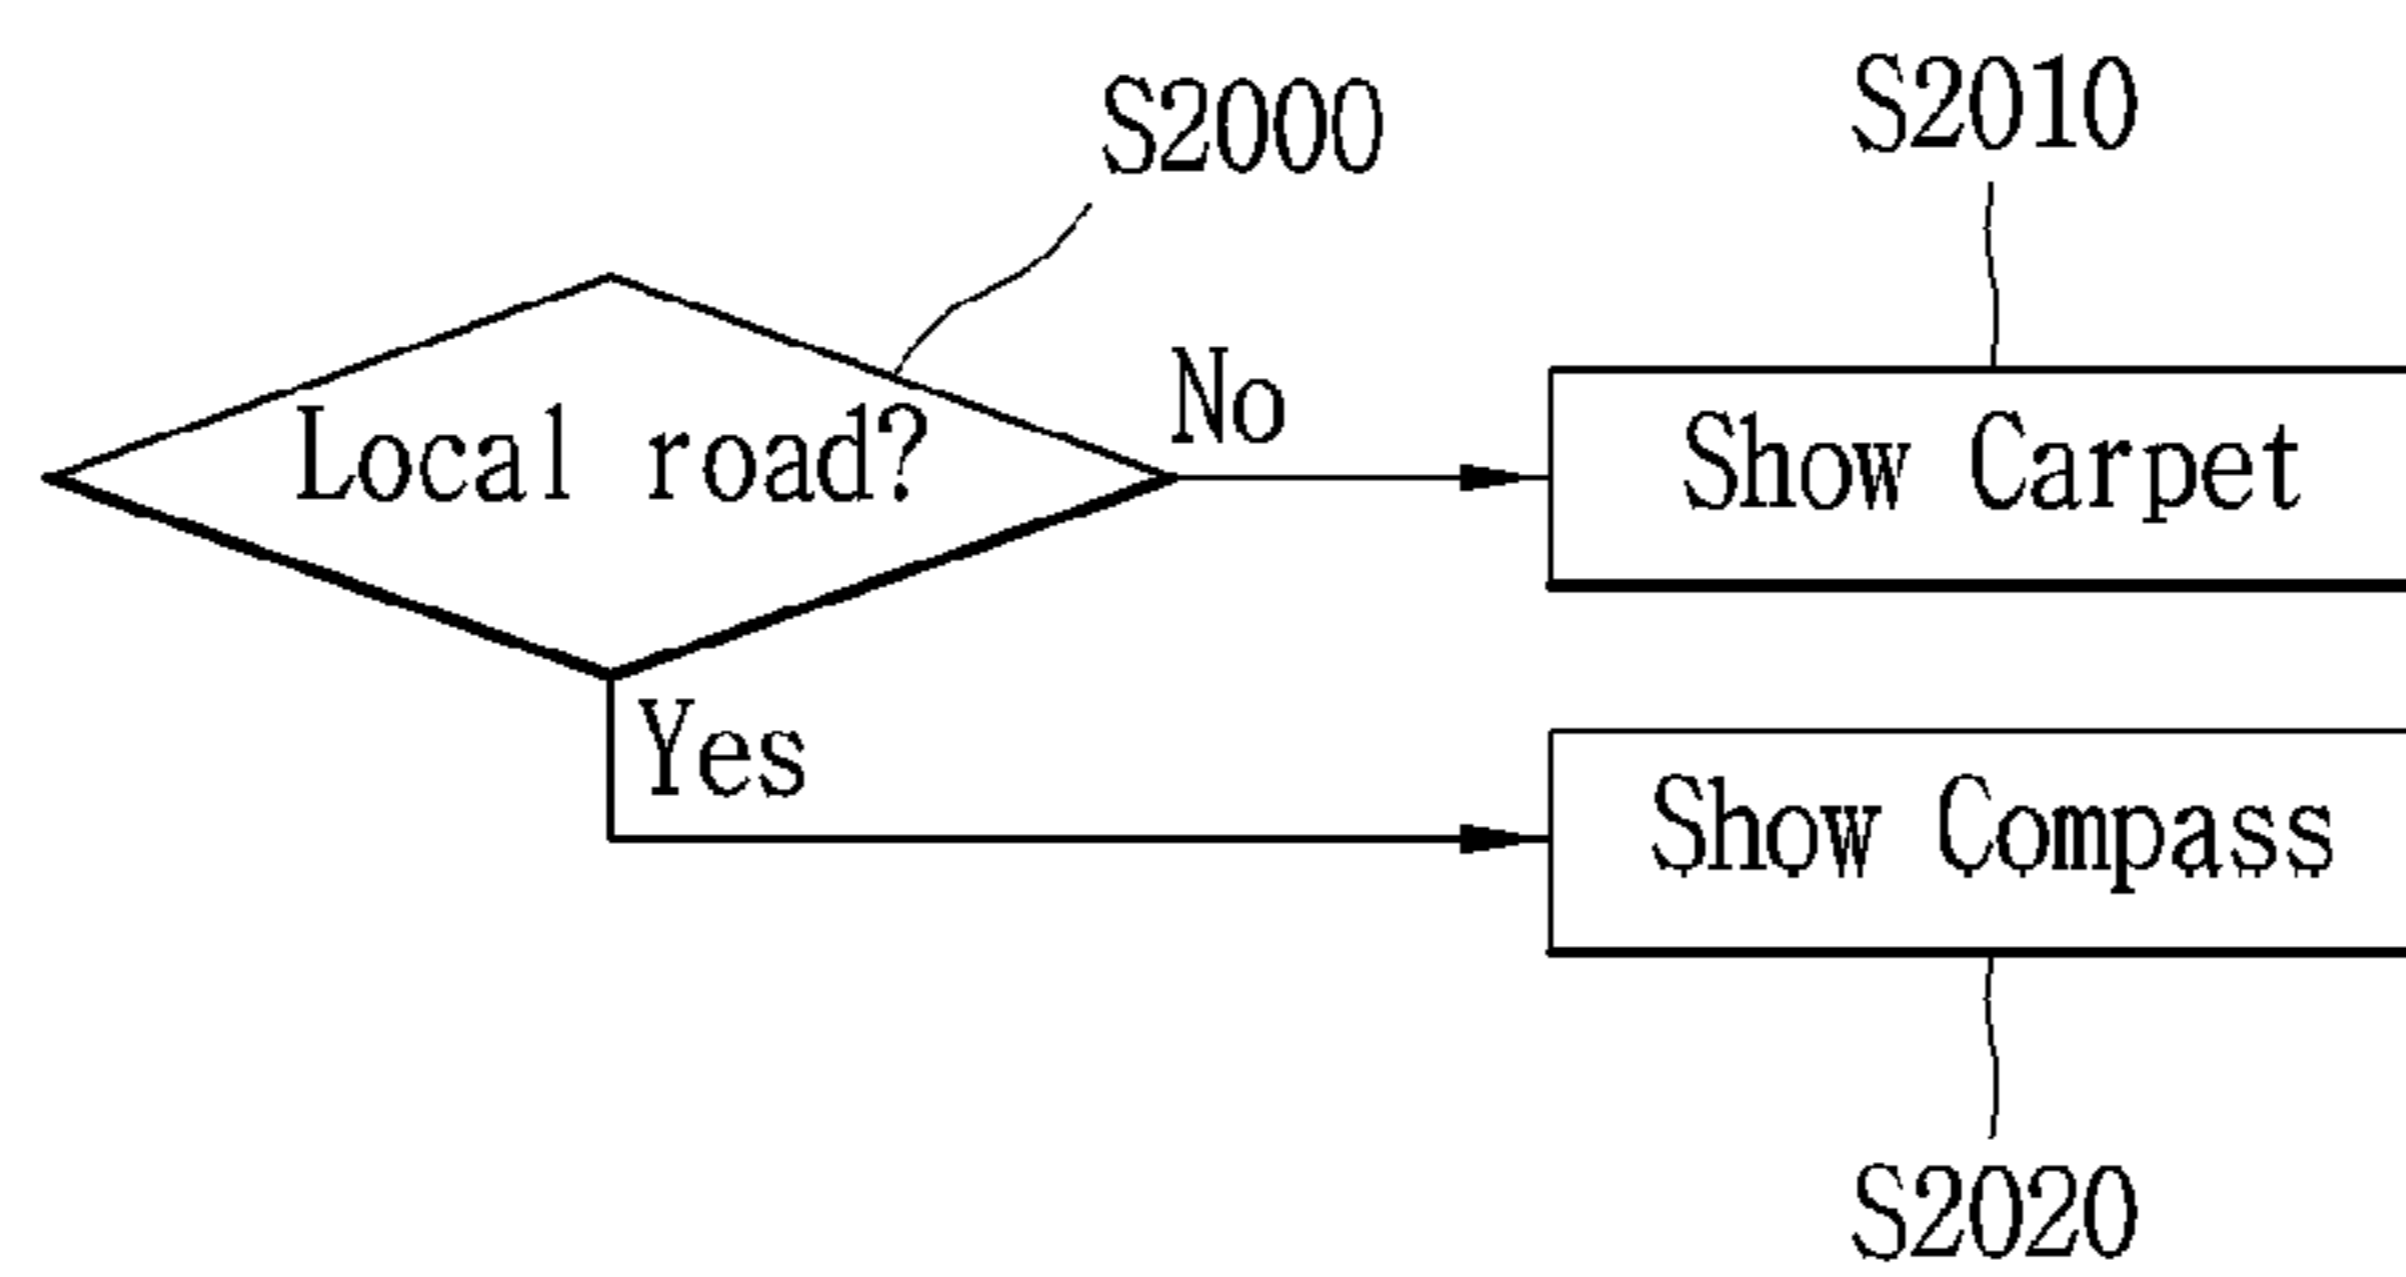 S2000
S2010
Local road?
No
Show Carpet
Yes
Show Compass
S2020